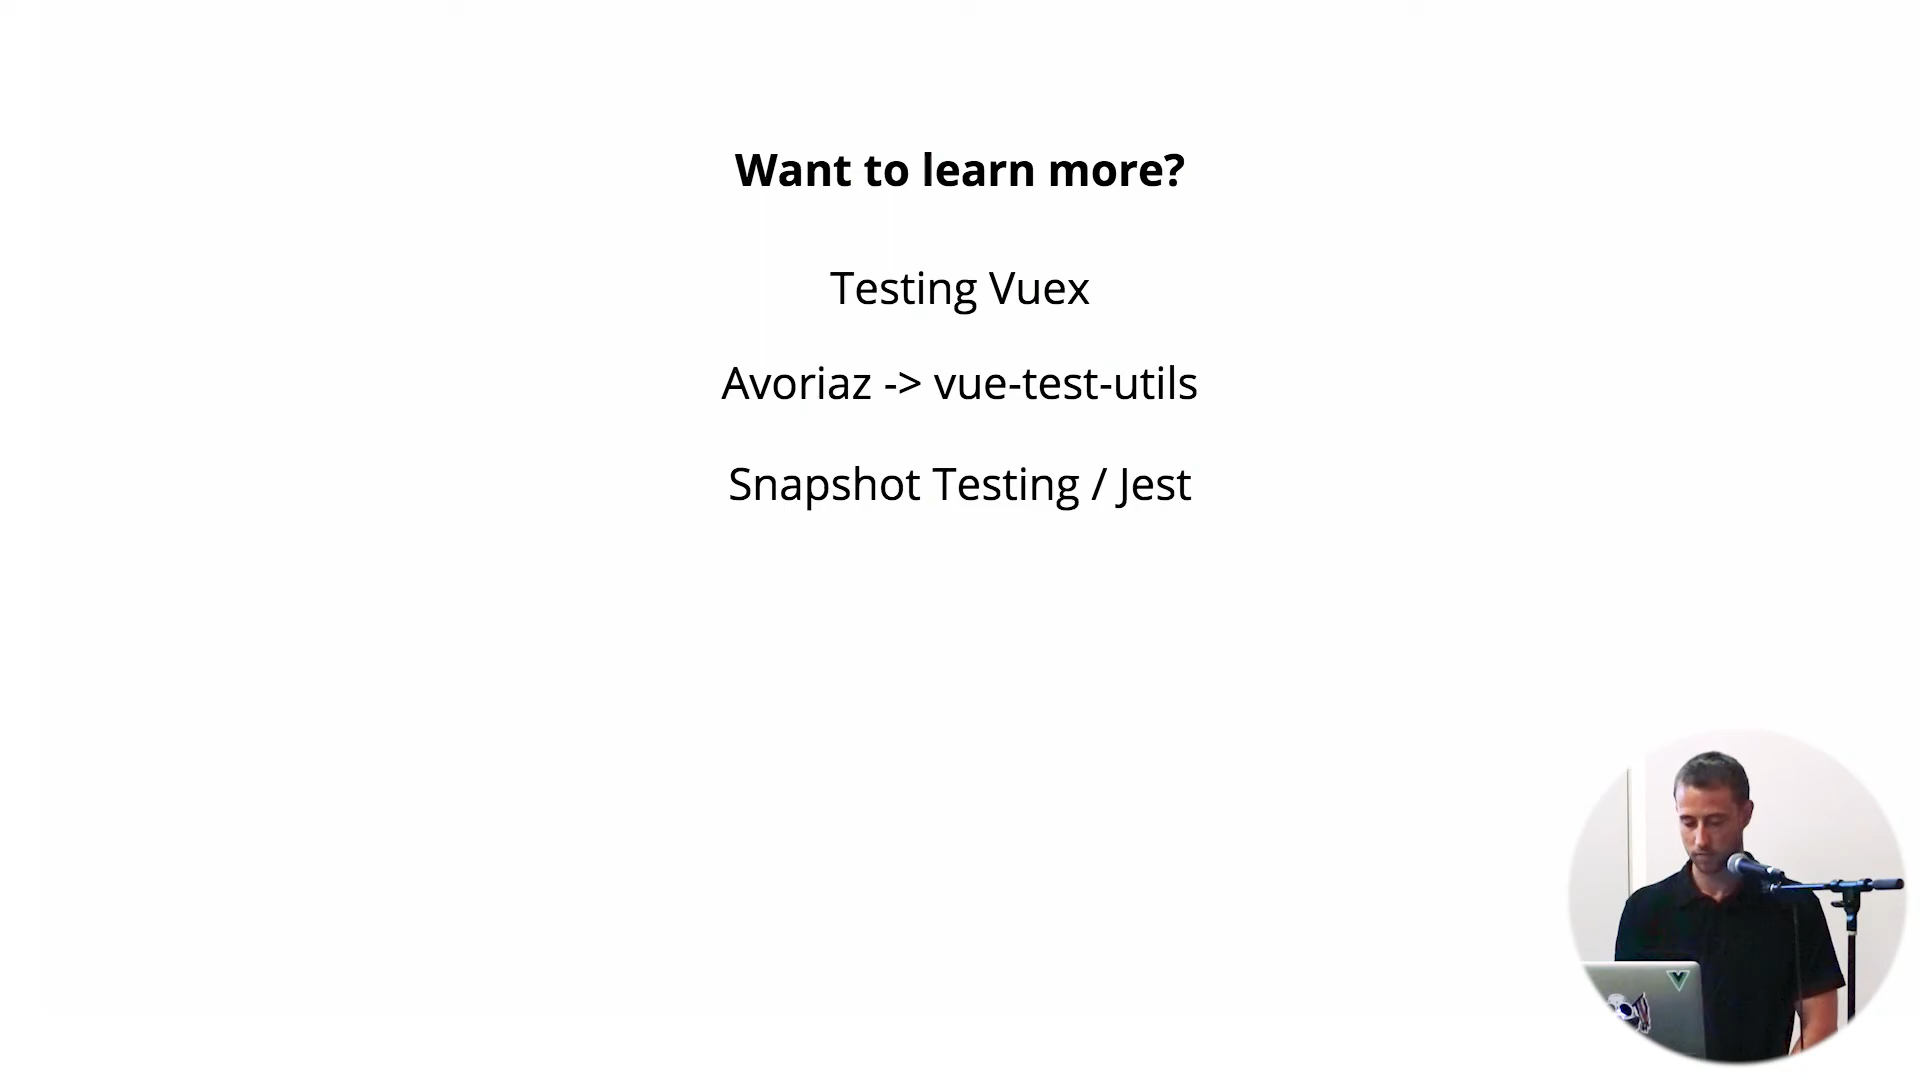 Want to learn more?
Testing Vuex
Avoriaz -> vue-test-utils
Snapshot Testing / Jest